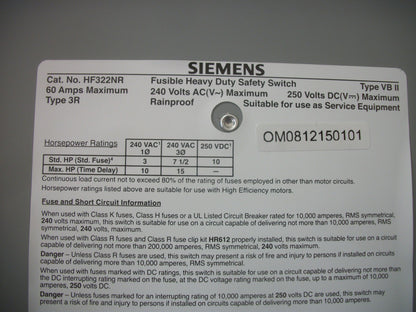 SIEMENS
Cat. No. HF322NR Fusible Heavy Duty Safety Switch Type VB II
60 Amps Maximum 240 Volts AC(V~) Maximum 250 Volts DC(V⎓) Maximum
Type 3R Rainproof Suitable for use as Service Equipment
OM0812150101
Horsepower Ratings 240 VAC¹ 1Ø 240 VAC 3Ø 250 VDC¹
Std. HP (Std. Fuse)⁴ 3 7 1/2 10
Max. HP (Time Delay) 10 15 —
Continuous load current not to exceed 80% of the rating of fuses employed in other than motor circuits.
Horsepower ratings listed above are suitable for use with High Efficiency motors.
Fuse and Short Circuit Information
When used with Class K fuses, Class H fuses or a UL Listed Circuit Breaker rated for 10,000 amperes, RMS symmetrical,
240 volts maximum, this switch is suitable for use on a circuit capable of delivering not more than 10,000 amperes, RMS
symmetrical, 240 volts maximum.
When used with Class R fuses and Class R fuse clip kit HR612 properly installed, this switch is suitable for use on a circuit
capable of delivering not more than 200,000 amperes, RMS symmetrical, 240 volts maximum.
Danger – Unless Class R fuses are used, this switch may present a risk of fire and injury to persons if installed on a circuit
capable of delivering more than 10,000 amperes.
When used with fuses marked with DC ratings, this switch is suitable for use on a circuit capable of delivering not more than
the DC interrupting rating marked on the fuse, at the DC voltage rating marked on the fuse, up to a maximum of 20,000
amperes, 250 volts DC.
Danger – Unless fuses marked for an interrupting rating of 10,000 amperes at 250 volts DC are used, this switch may
present a risk of fire and injury to persons if installed on a circuit capable of delivering more than